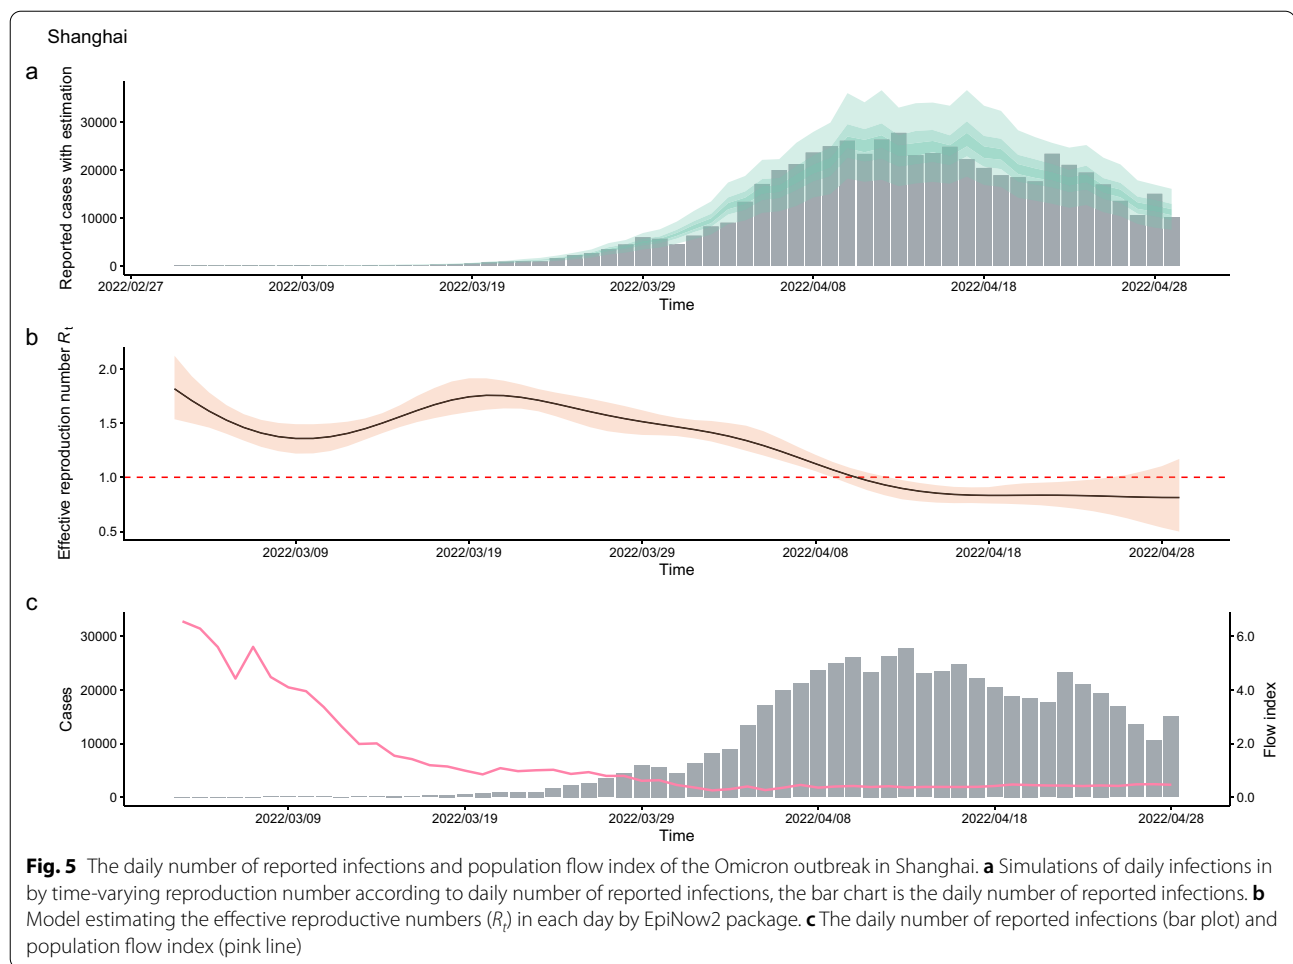 Shanghai
a
Reported cases with estimation
30000
20000
10000
0
2022/02/27 2022/03/09 2022/03/19 2022/03/29 2022/04/08 2022/04/18 2022/04/28
Time
b
Effective reproduction number Rt
2.0
1.5
1.0
0.5
2022/03/09 2022/03/19 2022/03/29 2022/04/08 2022/04/18 2022/04/28
Time
c
Cases
30000
20000
10000
0
6.0
4.0
2.0
0.0
Flow index
2022/03/09 2022/03/19 2022/03/29 2022/04/08 2022/04/18 2022/04/28
Time
Fig. 5 The daily number of reported infections and population flow index of the Omicron outbreak in Shanghai. a Simulations of daily infections in
by time-varying reproduction number according to daily number of reported infections, the bar chart is the daily number of reported infections. b
Model estimating the effective reproductive numbers (Rt) in each day by EpiNow2 package. c The daily number of reported infections (bar plot) and
population flow index (pink line)